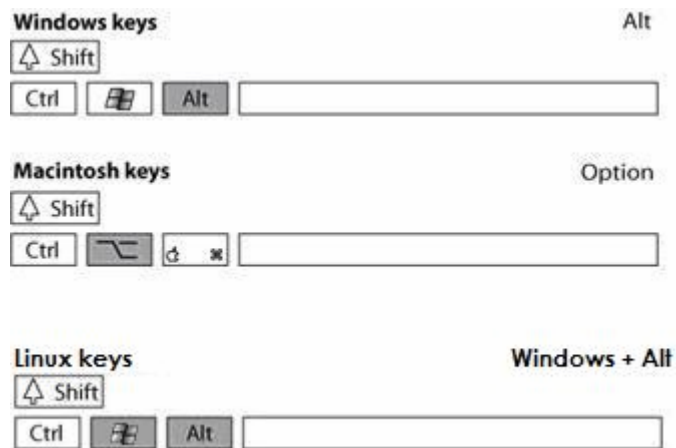 Windows keys Alt
Shift
Ctrl Alt
Macintosh keys Option
Shift
Ctrl ⌥ ⌘
Linux keys Windows + Alt
Shift
Ctrl Alt